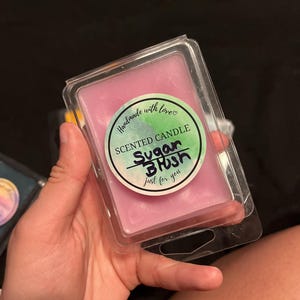 Handmade with love♡
SCENTED CANDLE
Sugar
Blush
Just for you